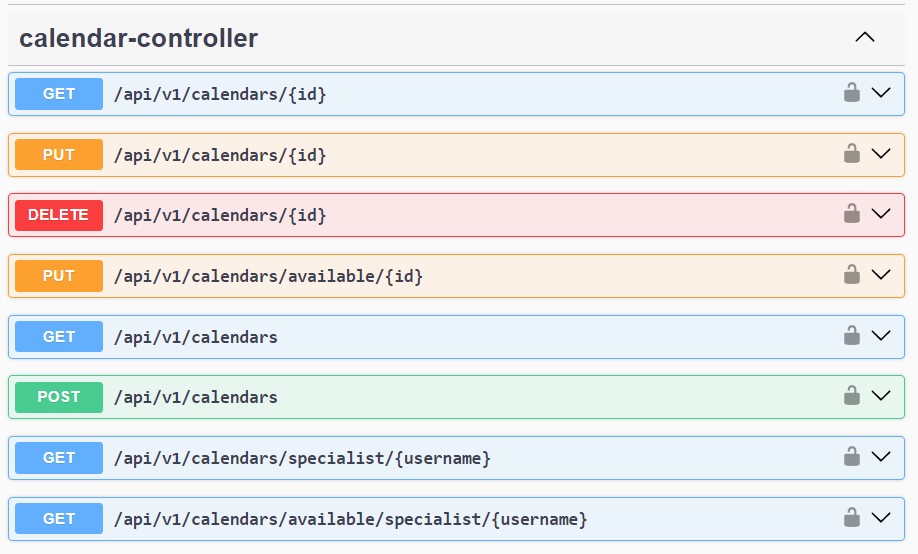 calendar-controller
GET /api/v1/calendars/{id}
PUT /api/v1/calendars/{id}
DELETE /api/v1/calendars/{id}
PUT /api/v1/calendars/available/{id}
GET /api/v1/calendars
POST /api/v1/calendars
GET /api/v1/calendars/specialist/{username}
GET /api/v1/calendars/available/specialist/{username}